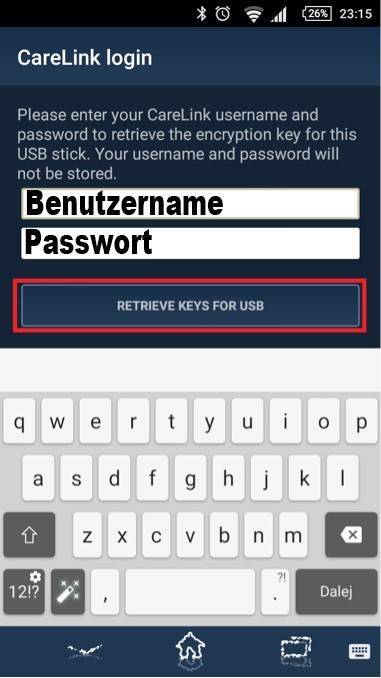 26% 23:15
CareLink login
Please enter your CareLink username and
password to retrieve the encryption key for this
USB stick. Your username and password will
not be stored.
Benutzername
Passwort
RETRIEVE KEYS FOR USB
q w e r t y u i o p
a s d f g h j k l
z x c v b n m
12!? , ?! . Dalej